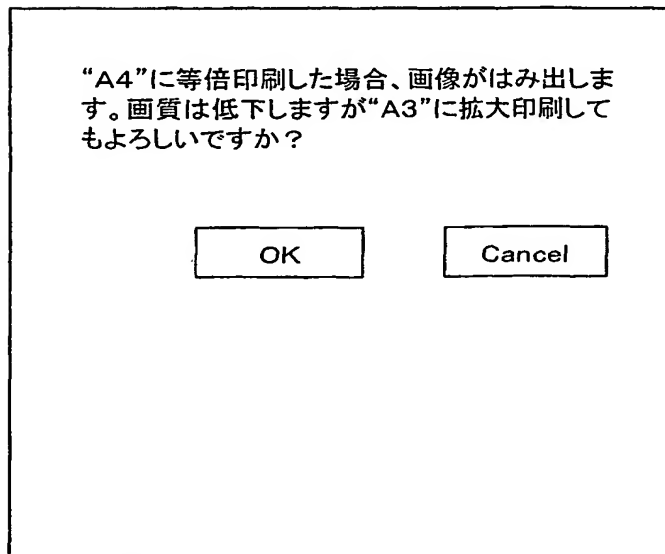 “A4”に等倍印刷した場合、画像がはみ出しま
す。画質は低下しますが“A3”に拡大印刷して
もよろしいですか？
OK Cancel